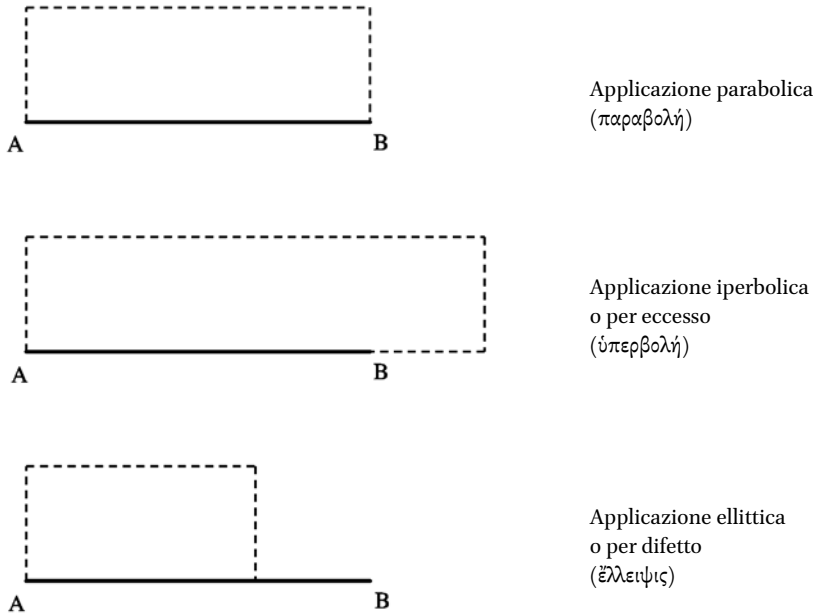 A
B
Applicazione parabolica
(παραβολή)
A
B
Applicazione iperbolica
o per eccesso
(ὑπερβολή)
A
B
Applicazione ellittica
o per difetto
(ἔλλειψις)